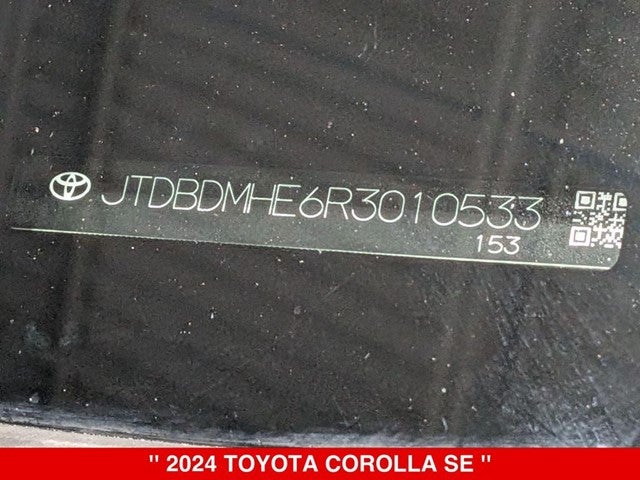 JTDBDMHE6R3010533
153
" 2024 TOYOTA COROLLA SE "